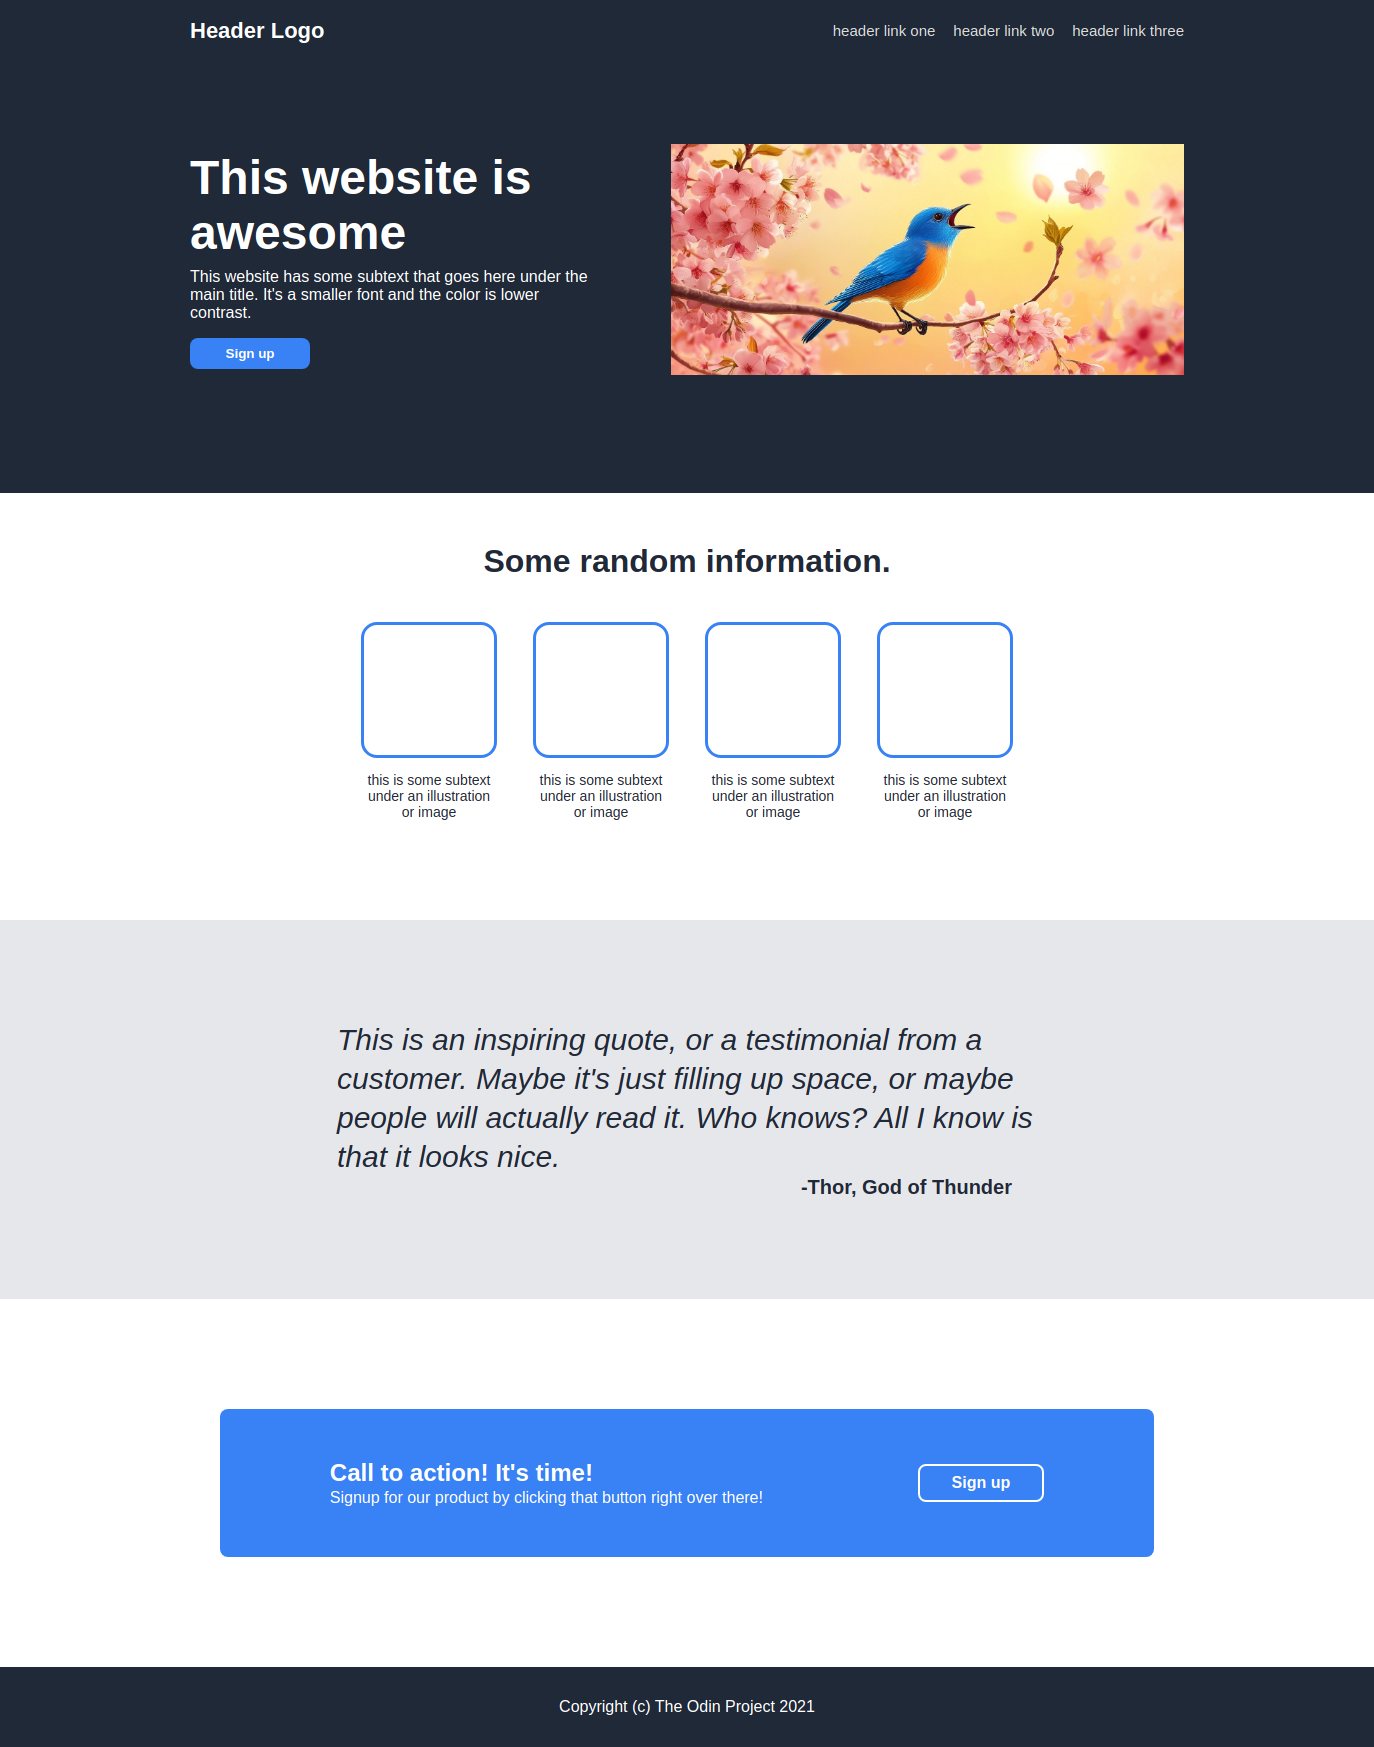 Header Logo
header link one
header link two
header link three
This website is
awesome
This website has some subtext that goes here under the
main title. It's a smaller font and the color is lower
contrast.
Sign up
Some random information.
this is some subtext
under an illustration
or image
this is some subtext
under an illustration
or image
this is some subtext
under an illustration
or image
this is some subtext
under an illustration
or image
This is an inspiring quote, or a testimonial from a
customer. Maybe it's just filling up space, or maybe
people will actually read it. Who knows? All I know is
that it looks nice.
-Thor, God of Thunder
Call to action! It's time!
Signup for our product by clicking that button right over there!
Sign up
Copyright (c) The Odin Project 2021